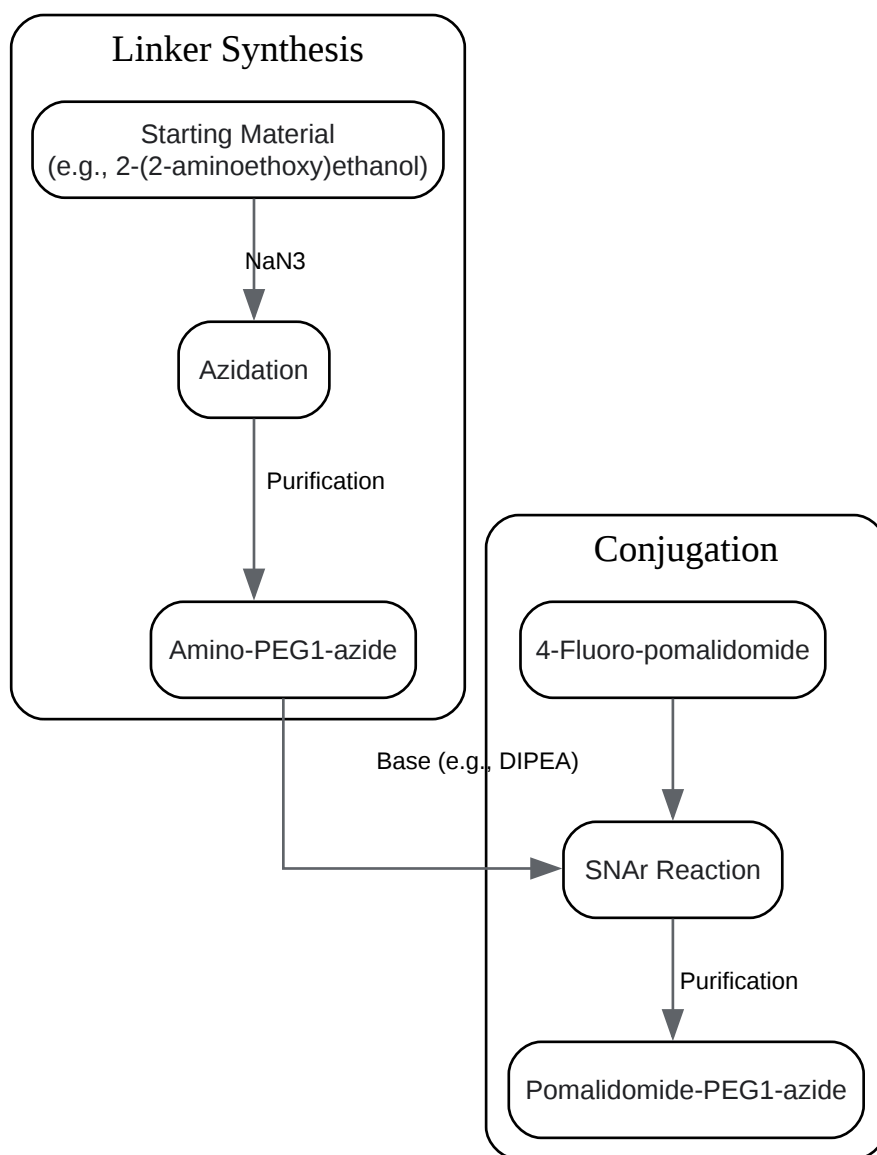 Linker Synthesis
Starting Material
(e.g., 2-(2-aminoethoxy)ethanol)
NaN3
Azidation
Purification
Amino-PEG1-azide
Conjugation
4-Fluoro-pomalidomide
Base (e.g., DIPEA)
SNAr Reaction
Purification
Pomalidomide-PEG1-azide